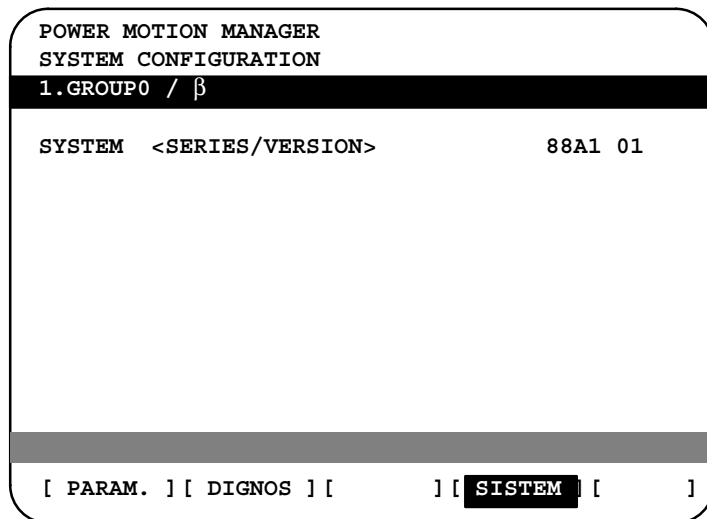 POWER MOTION MANAGER
SYSTEM CONFIGURATION
1.GROUP0 / β
SYSTEM <SERIES/VERSION> 88A1 01
[ PARAM. ][ DIGNOS ][ ][ SISTEM ][ ]